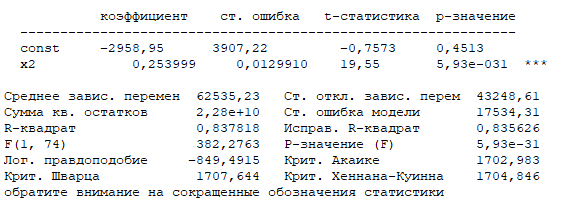 коэффициент ст. ошибка t-статистика p-значение
---------------------------------------------------------------
const −2958,95 3907,22 −0,7573 0,4513
x2 0,253999 0,0129910 19,55 5,93e-031 ***
Среднее завис. перемен 62535,23 Ст. откл. завис. перем 43248,61
Сумма кв. остатков 2,28e+10 Ст. ошибка модели 17534,31
R-квадрат 0,837818 Исправ. R-квадрат 0,835626
F(1, 74) 382,2763 Р-значение (F) 5,93e-31
Лог. правдоподобие −849,4915 Крит. Акаике 1702,983
Крит. Шварца 1707,644 Крит. Хеннана-Куинна 1704,846
обратите внимание на сокращенные обозначения статистики